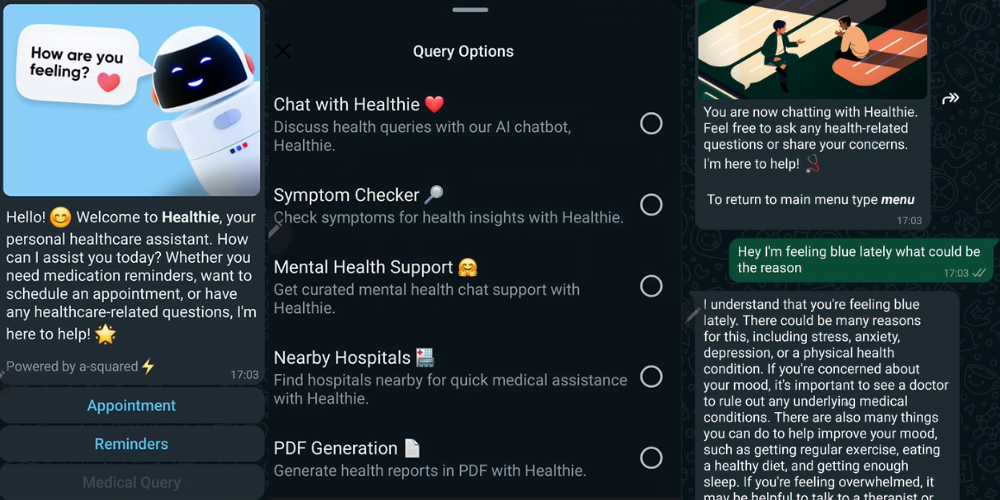 How are you
feeling? ❤️
Hello! 😊 Welcome to Healthie, your
personal healthcare assistant. How
can I assist you today? Whether you
need medication reminders, want to
schedule an appointment, or have
any healthcare-related questions, I'm
here to help! 🌟
Powered by a-squared⚡
17:03
Appointment
Reminders
Medical Query
Query Options
Chat with Healthie ❤️
Discuss health queries with our AI chatbot,
Healthie.
Symptom Checker 🔎
Check symptoms for health insights with Healthie.
Mental Health Support 🤗
Get curated mental health chat support with
Healthie.
Nearby Hospitals 🏥
Find hospitals nearby for quick medical assistance
with Healthie.
PDF Generation 📄
Generate health reports in PDF with Healthie.
You are now chatting with Healthie.
Feel free to ask any health-related
questions or share your concerns.
I'm here to help! 🩺
To return to main menu type menu
17:03
Hey I'm feeling blue lately what could be
the reason
17:03
I understand that you're feeling blue
lately. There could be many reasons
for this, including stress, anxiety,
depression, or a physical health
condition. If you're concerned about
your mood, it's important to see a doctor
to rule out any underlying medical
conditions. There are also many things
you can do to help improve your mood,
such as getting regular exercise, eating
a healthy diet, and getting enough
sleep. If you're feeling overwhelmed, it
may be helpful to talk to a therapist or